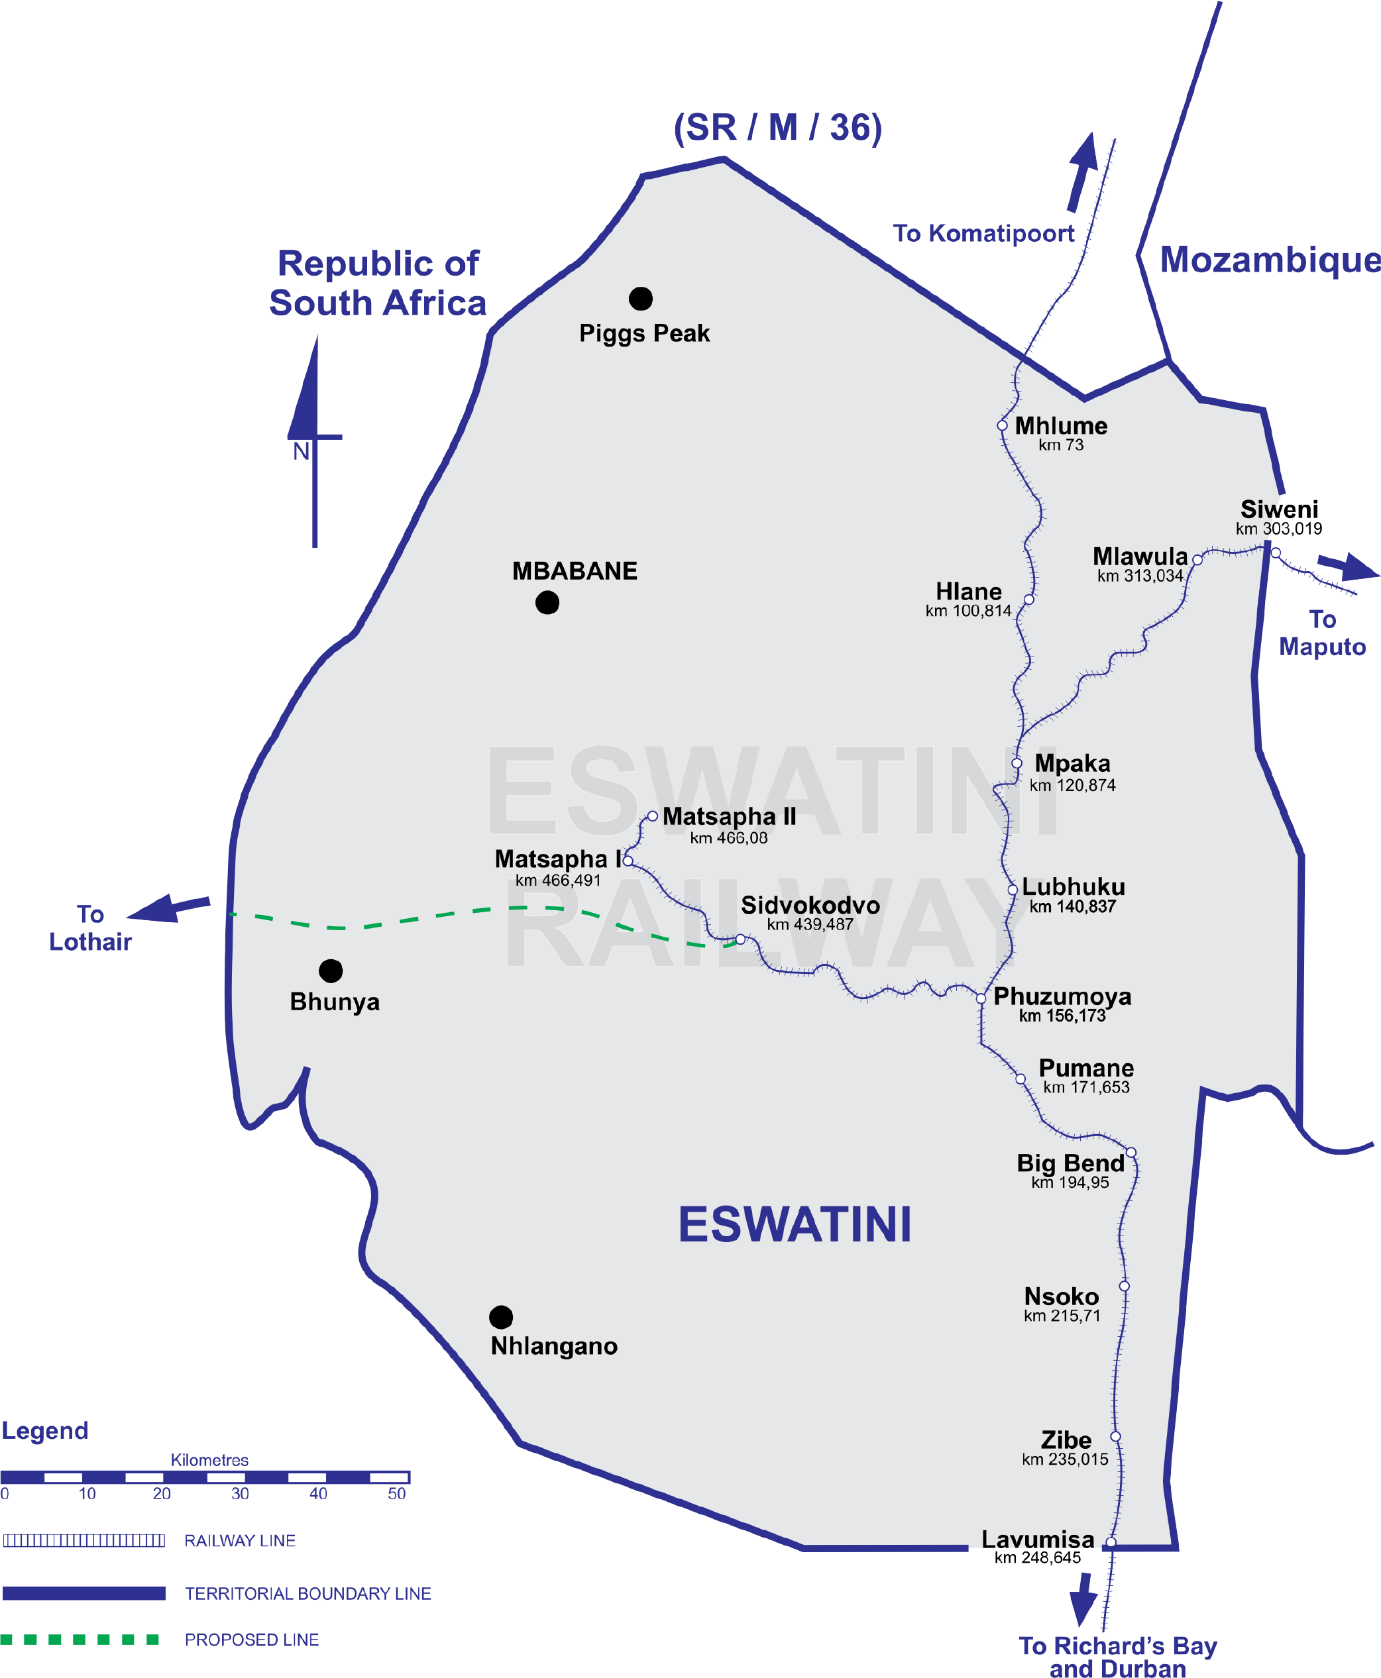 (SR / M / 36)
To Komatipoort
Republic of
South Africa
Mozambique
Piggs Peak
N
Mhlume
km 73
Siweni
km 303,019
Mlawula
km 313,034
MBABANE
Hlane
km 100,814
To
Maputo
ESWATINI
RAILWAY
Mpaka
km 120,874
Matsapha II
km 466,08
Matsapha I
km 466,491
Lubhuku
km 140,837
Sidvokodvo
km 439,487
To
Lothair
Bhunya
Phuzumoya
km 156,173
Pumane
km 171,653
Big Bend
km 194,95
ESWATINI
Nsoko
km 215,71
Nhlangano
Zibe
km 235,015
Lavumisa
km 248,645
To Richard’s Bay
and Durban
Legend
Kilometres
0 10 20 30 40 50
RAILWAY LINE
TERRITORIAL BOUNDARY LINE
PROPOSED LINE